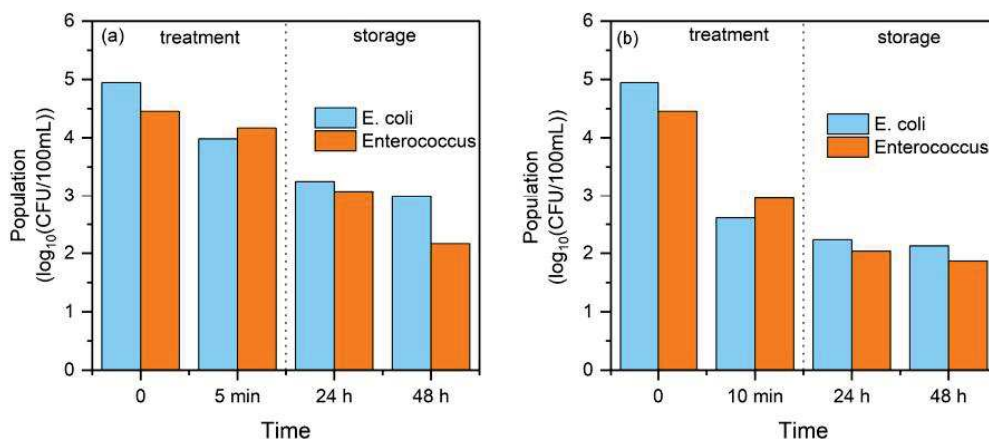 (a)
treatment
storage
E. coli
Enterococcus
Population
(log₁₀(CFU/100mL))
6
5
4
3
2
1
0
0
5 min
24 h
48 h
Time
(b)
treatment
storage
E. coli
Enterococcus
Population
(log₁₀(CFU/100mL))
6
5
4
3
2
1
0
0
10 min
24 h
48 h
Time